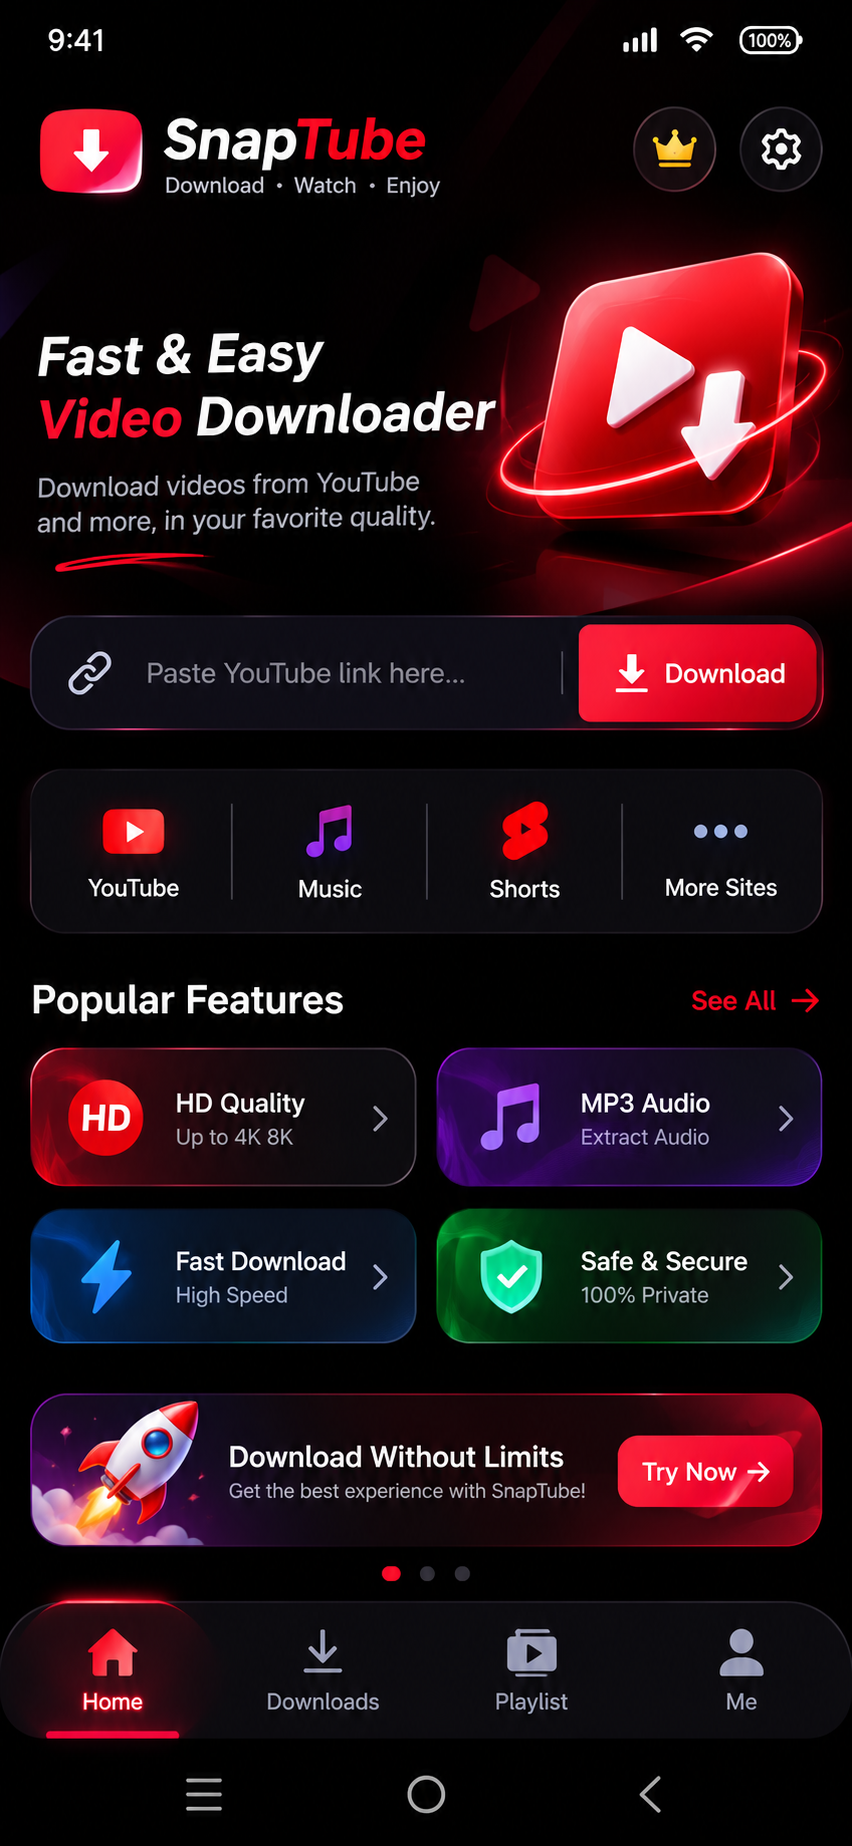 9:41
100%
SnapTube
Download • Watch • Enjoy
Fast & Easy
Video Downloader
Download videos from YouTube
and more, in your favorite quality.
Paste YouTube link here...
Download
YouTube
Music
Shorts
More Sites
Popular Features
See All →
HD
HD Quality
Up to 4K 8K
MP3 Audio
Extract Audio
Fast Download
High Speed
Safe & Secure
100% Private
Download Without Limits
Get the best experience with SnapTube!
Try Now →
Home
Downloads
Playlist
Me